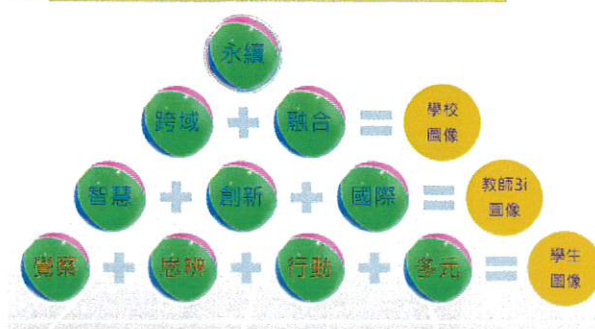 永續
跨域 + 融合 = 學校
圖像
智慧 + 創新 + 國際 = 教師3i
圖像
覺察 + 思辨 + 行動 + 多元 = 學生
圖像